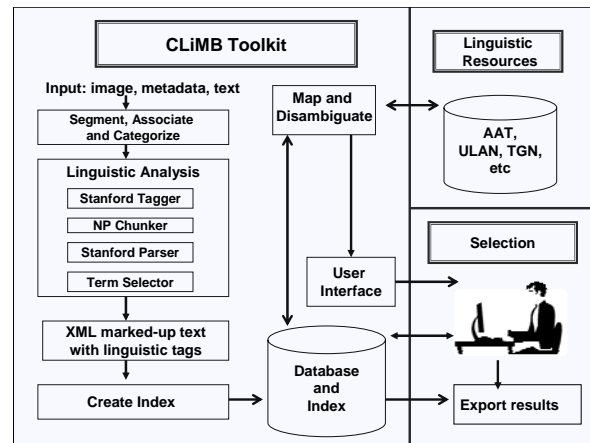 CLiMB Toolkit
Input: image, metadata, text
Segment, Associate
and Categorize
Linguistic Analysis
Stanford Tagger
NP Chunker
Stanford Parser
Term Selector
XML marked-up text
with linguistic tags
Create Index
Map and
Disambiguate
User
Interface
Database
and
Index
Linguistic
Resources
AAT,
ULAN, TGN,
etc
Selection
Export results